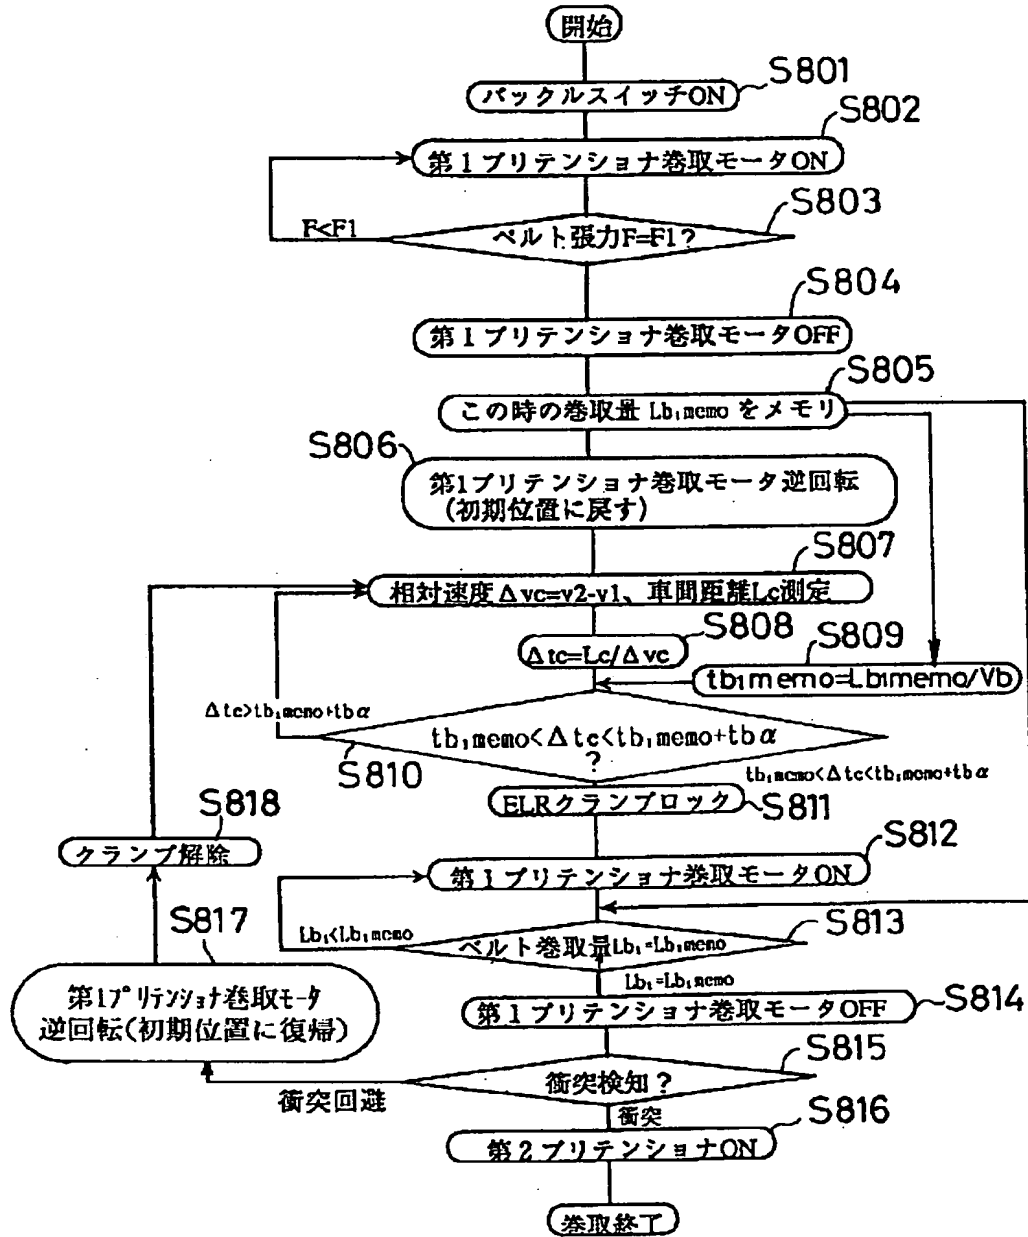 開始
S801
バックルスイッチON
S802
第1プリテンショナ巻取モータON
S803
F<F1
ベルト張力F=F1?
S804
第1プリテンショナ巻取モータOFF
S805
この時の巻取量 Lb₁memo をメモリ
S806
第1プリテンショナ巻取モータ逆回転
(初期位置に戻す)
S807
相対速度Δvc=v2-v1、車間距離Lc測定
S808
Δtc=Lc/Δvc
S809
tb₁memo=Lb₁memo/Vb
Δtc>tb₁memo+tbα
tb₁memo<Δtc<tb₁memo+tbα
?
S810
tb₁memo<Δtc<tb₁memo+tbα
ELRクランプロック
S811
S818
クランプ解除
S812
第1プリテンショナ巻取モータON
S817
S813
Lb₁<Lb₁memo
ベルト巻取量Lb₁=Lb₁memo
Lb₁=Lb₁memo
第1プリテンショナ巻取モータ
逆回転(初期位置に復帰)
第1プリテンショナ巻取モータOFF
S814
S815
衝突検知?
衝突回避
衝突
S816
第2プリテンショナON
巻取終了